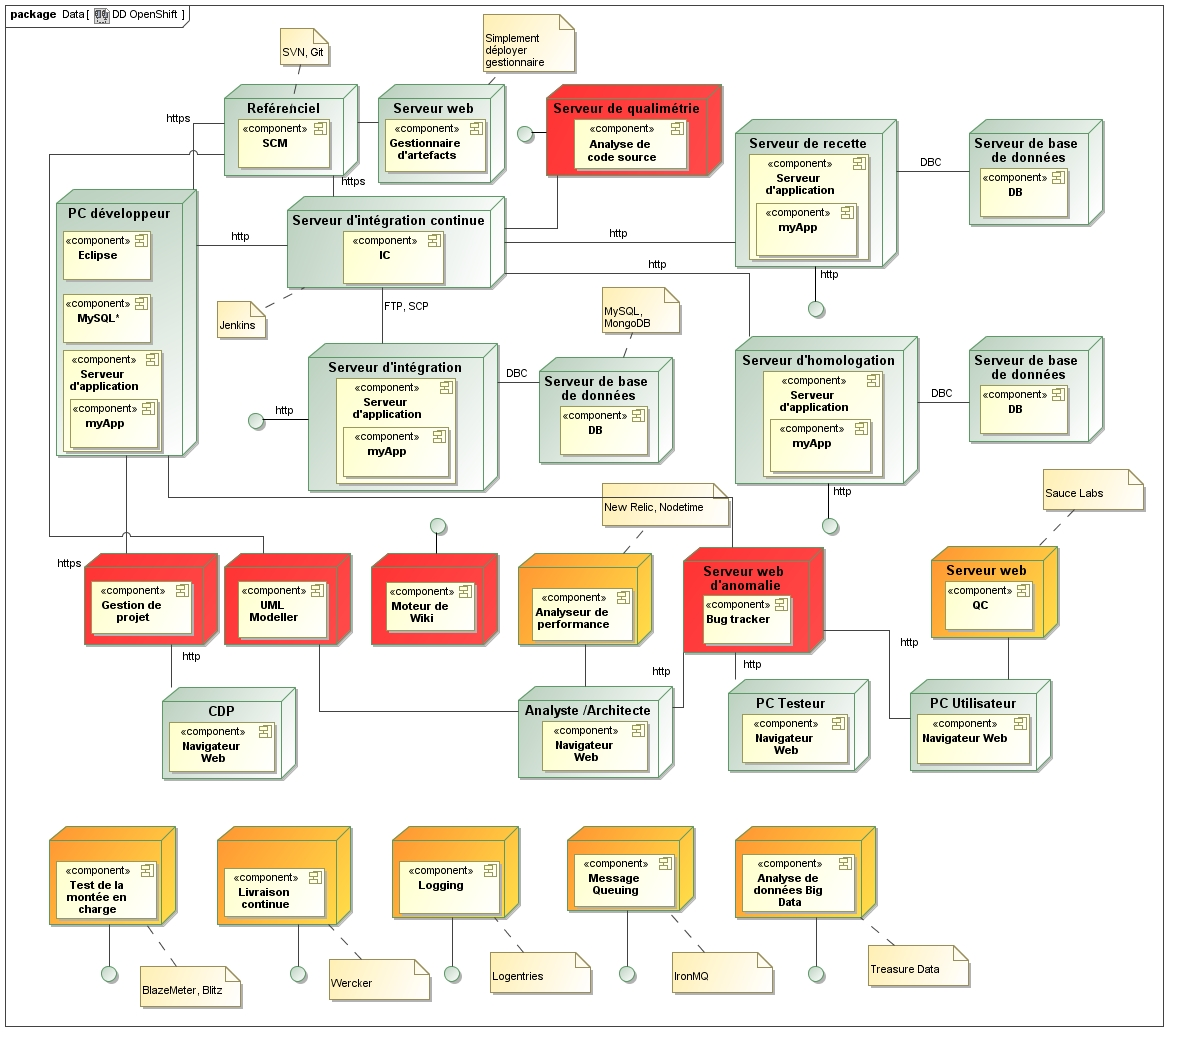 package Data [ DD OpenShift ]
SVN, Git
Simplement
déployer
gestionnaire
Reférenciel
«component»
SCM
Serveur web
«component»
Gestionnaire
d'artefacts
Serveur de qualimétrie
«component»
Analyse de
code source
Serveur de recette
«component»
Serveur
d'application
«component»
myApp
DBC
Serveur de base
de données
«component»
DB
https
https
PC développeur
«component»
Eclipse
«component»
MySQL*
«component»
Serveur
d'application
«component»
myApp
http
Serveur d'intégration continue
«component»
IC
http
http
http
Jenkins
FTP, SCP
MySQL,
MongoDB
Serveur d'intégration
«component»
Serveur
d'application
«component»
myApp
http
DBC
Serveur de base
de données
«component»
DB
Serveur d'homologation
«component»
Serveur
d'application
«component»
myApp
DBC
Serveur de base
de données
«component»
DB
http
New Relic, Nodetime
Sauce Labs
https
«component»
Gestion de
projet
«component»
UML
Modeller
«component»
Moteur de
Wiki
«component»
Analyseur de
performance
Serveur web
d'anomalie
«component»
Bug tracker
Serveur web
«component»
QC
http
http
http
http
CDP
«component»
Navigateur
Web
Analyste /Architecte
«component»
Navigateur
Web
PC Testeur
«component»
Navigateur
Web
PC Utilisateur
«component»
Navigateur Web
«component»
Test de la
montée en
charge
«component»
Livraison
continue
«component»
Logging
«component»
Message
Queuing
«component»
Analyse de
données Big
Data
BlazeMeter, Blitz
Wercker
Logentries
IronMQ
Treasure Data